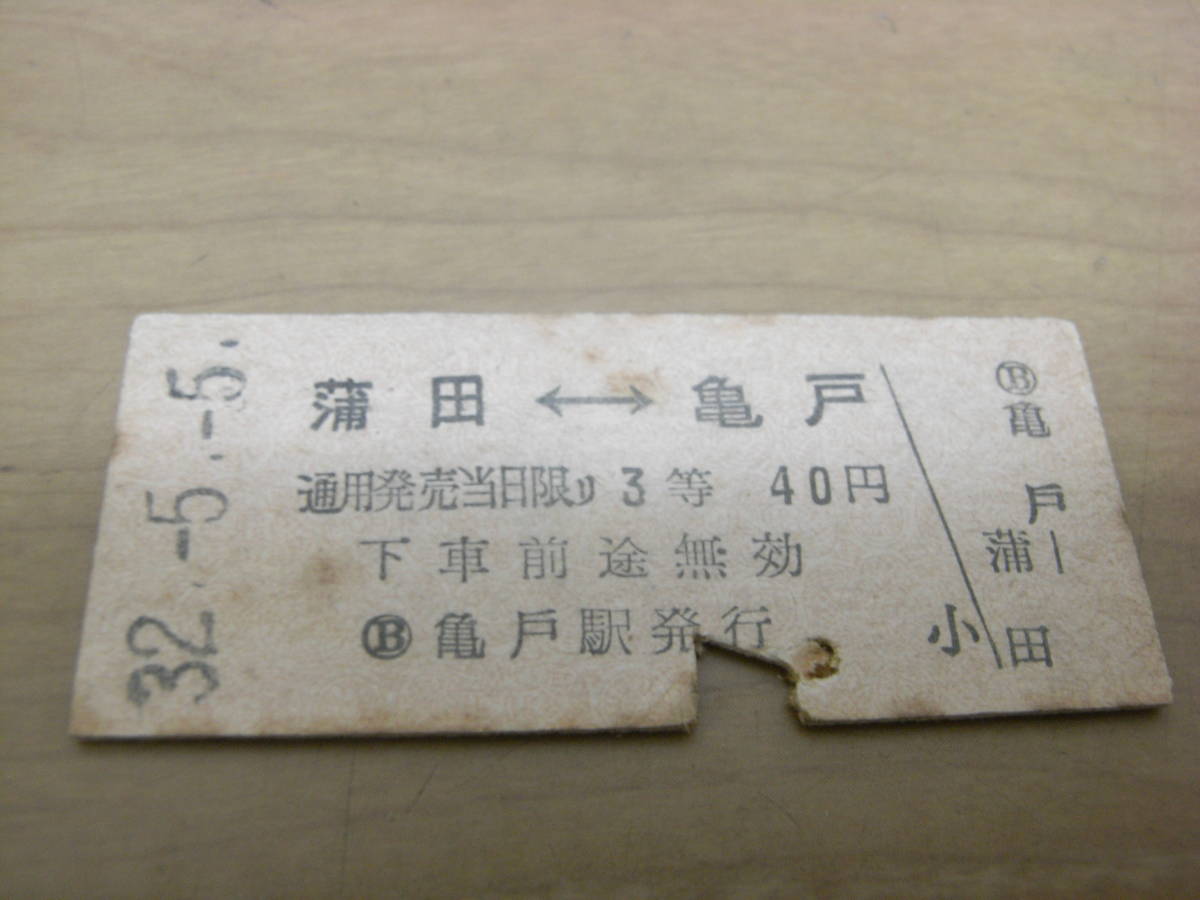 32.-5.-5.
蒲田↔亀戸
通用発売当日限り 3等 40円
下車前途無効
Ⓑ亀戸駅発行
小
Ⓑ亀戸―蒲田